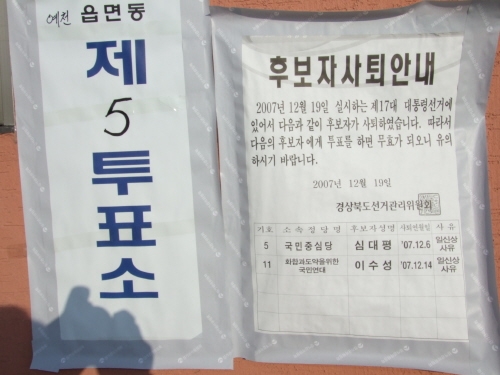 예천 읍면동
제
5
투
표
소
후보자사퇴안내
2007년 12월 19일 실시하는 제17대 대통령선거에
있어서 다음과 같이 후보자가 사퇴하였습니다. 따라서
다음의 후보자에게 투표를 하면 무효가 되오니 유의
하시기 바랍니다.
2007년 12월 19일
경상북도선거관리위원회
기호 소속정당명 후보자성명 사퇴연월일 사유
5 국민중심당 심대평 '07.12.6 일신상
사유
11 화합과도약을위한
국민연대 이수성 '07.12.14 일신상
사유